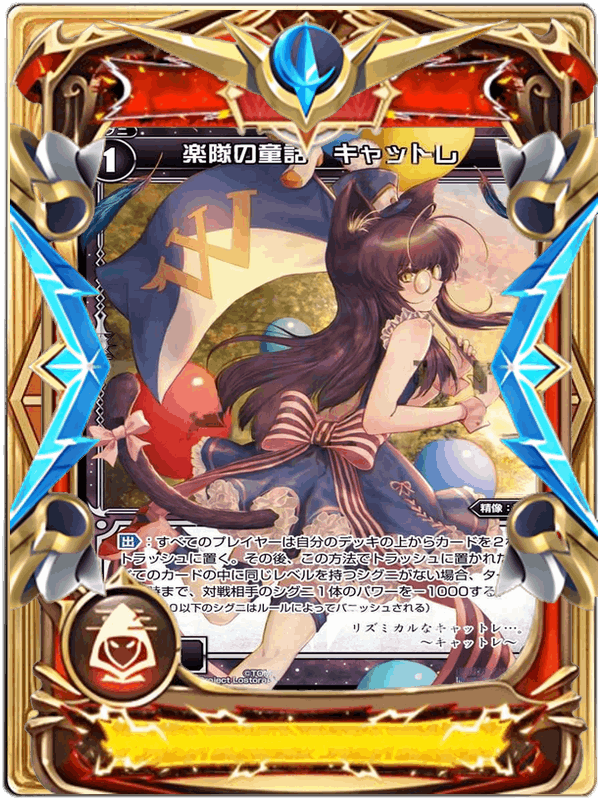 1
楽隊の童話 キャットレ
W
精像：
出：すべてのプレイヤーは自分のデッキの上からカードを２
トラッシュに置く。その後、この方法でトラッシュに置かれた
てのカードの中に同じレベルを持つシグニがない場合、タ
時まで、対戦相手のシグニ１体のパワーを－1000する
０以下のシグニはルールによってバニッシュされる）
リズミカルなキャットレ…。
～キャットレ～
©TO
Project Lostora